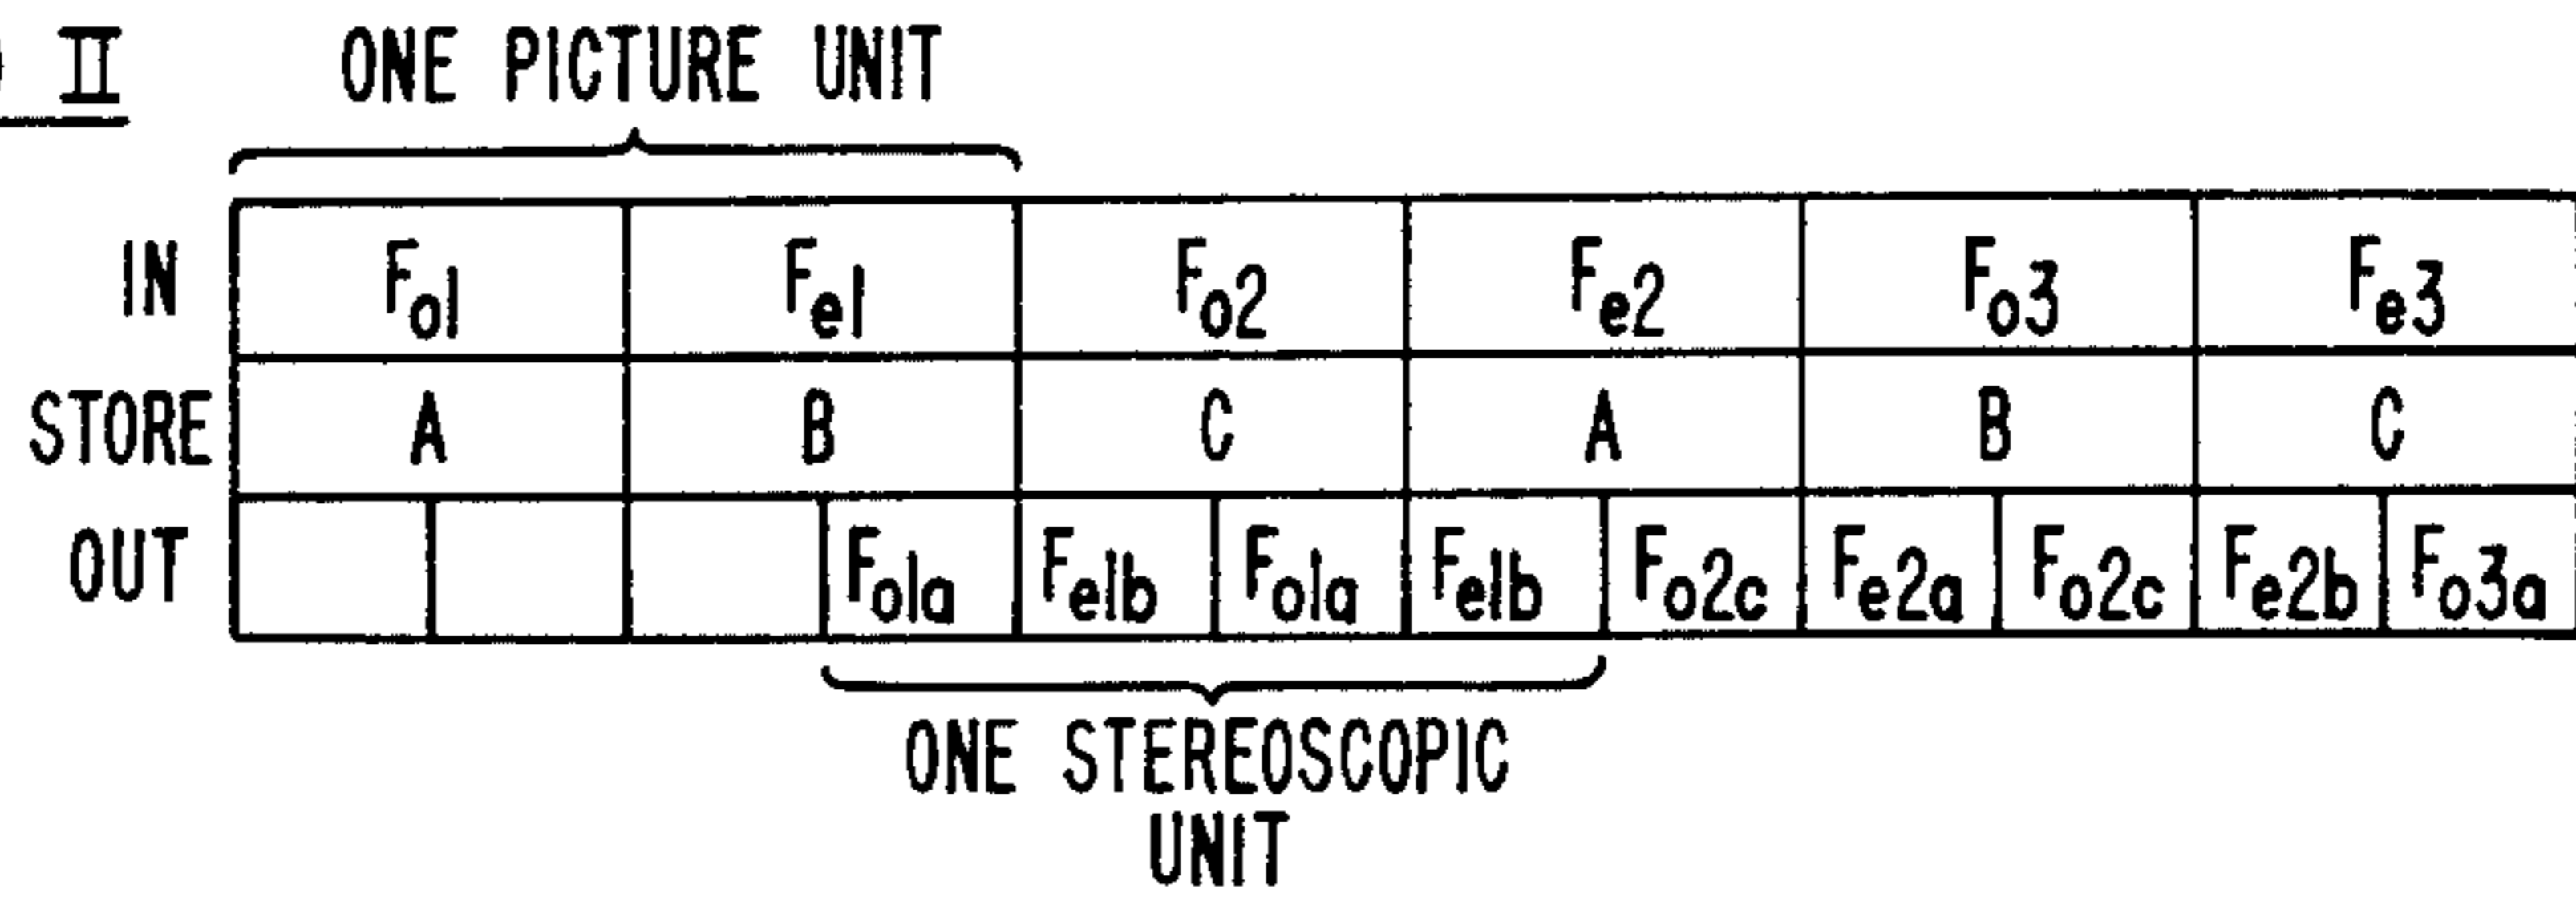 II
ONE PICTURE UNIT
IN Fo1 Fe1 Fo2 Fe2 Fo3 Fe3
STORE A B C A B C
OUT Fo1a Fe1b Fo1a Fe1b Fo2c Fe2a Fo2c Fe2b Fo3a
ONE STEREOSCOPIC
UNIT